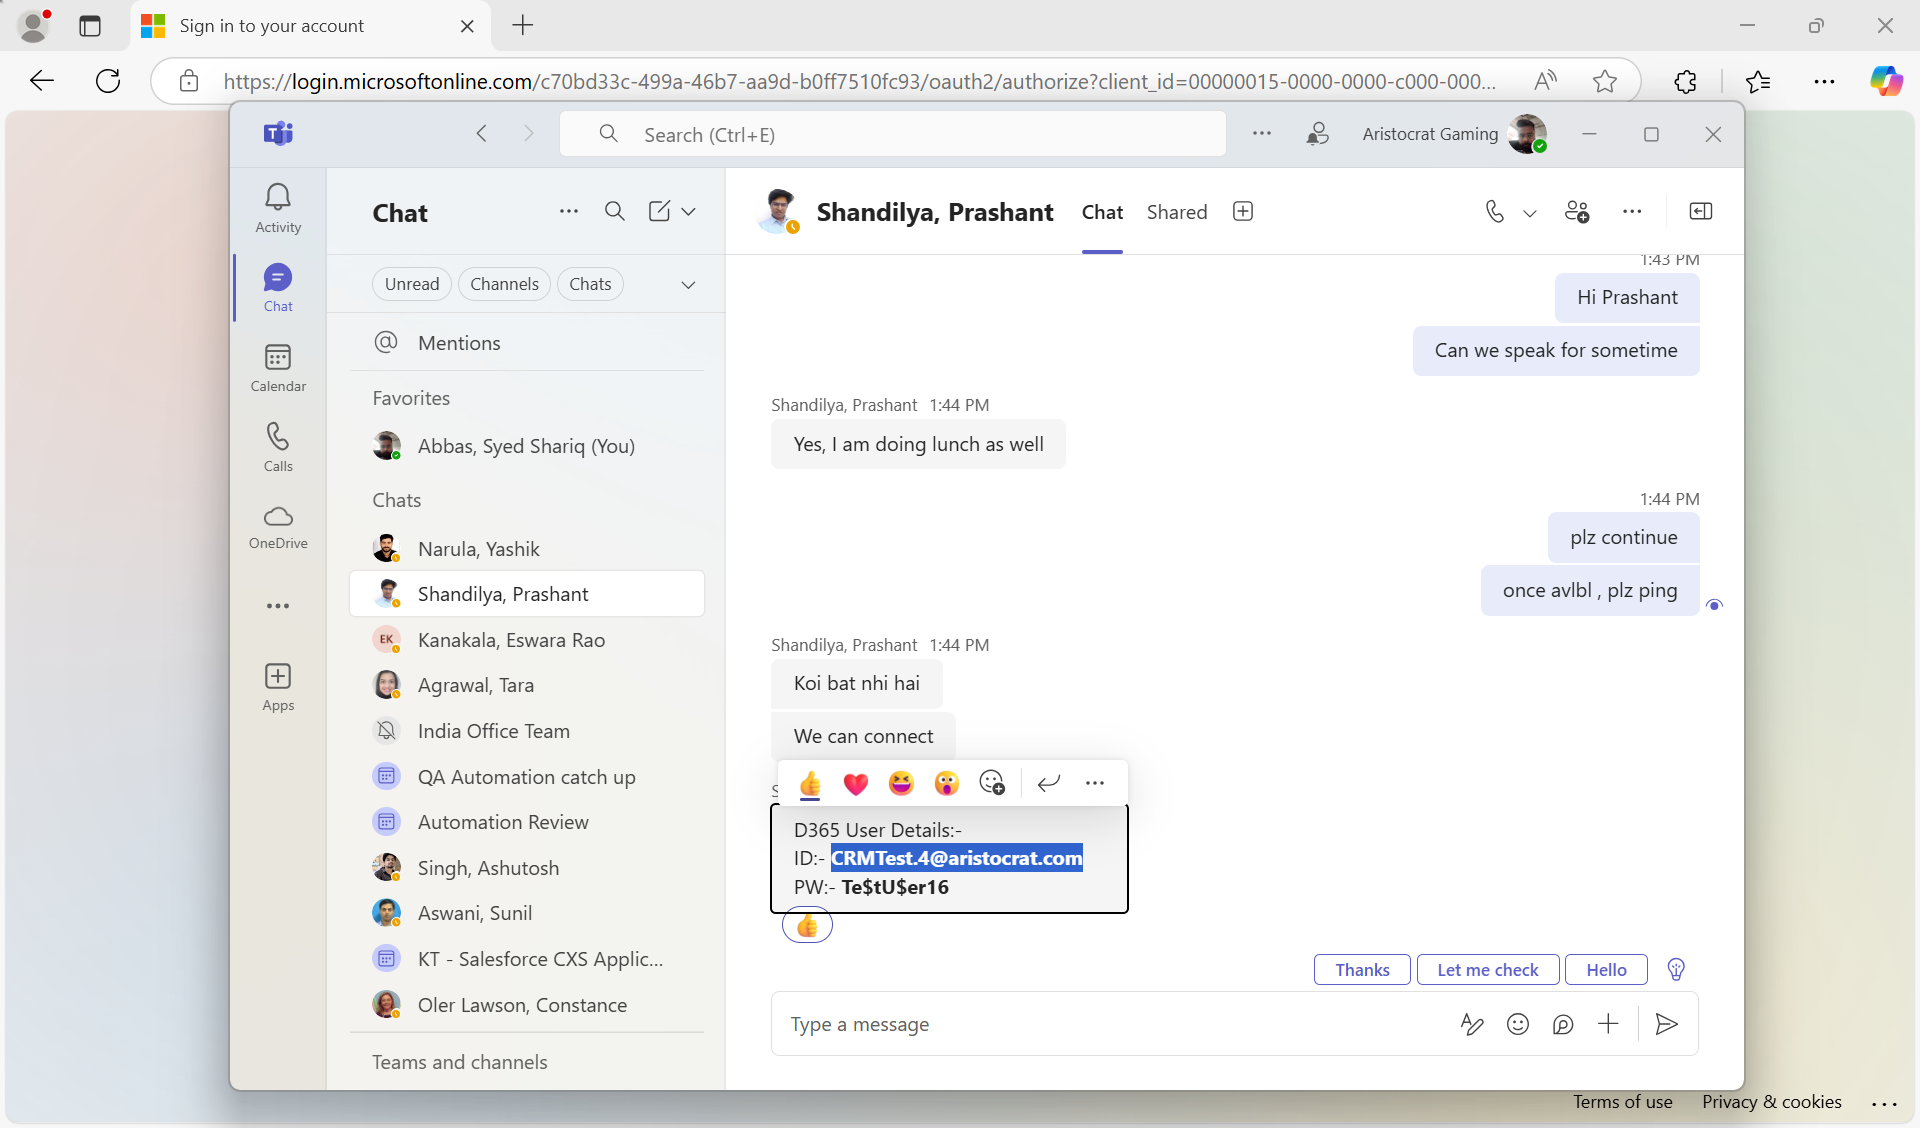 Sign in to your account
https://login.microsoftonline.com/c70bd33c-499a-46b7-aa9d-b0ff7510fc93/oauth2/authorize?client_id=00000015-0000-0000-c000-000...
Search (Ctrl+E)
Aristocrat Gaming
Activity
Chat
Calendar
Calls
OneDrive
Apps
Chat
Unread
Channels
Chats
Mentions
Favorites
Abbas, Syed Shariq (You)
Chats
Narula, Yashik
Shandilya, Prashant
EK
Kanakala, Eswara Rao
Agrawal, Tara
India Office Team
QA Automation catch up
Automation Review
Singh, Ashutosh
Aswani, Sunil
KT - Salesforce CXS Applic...
Oler Lawson, Constance
Teams and channels
Shandilya, Prashant
Chat
Shared
1:43 PM
Hi Prashant
Can we speak for sometime
Shandilya, Prashant 1:44 PM
Yes, I am doing lunch as well
1:44 PM
plz continue
once avlbl , plz ping
Shandilya, Prashant 1:44 PM
Koi bat nhi hai
We can connect
D365 User Details:-
ID:- CRMTest.4@aristocrat.com
PW:- Te$tU$er16
Thanks
Let me check
Hello
Type a message
Terms of use
Privacy & cookies